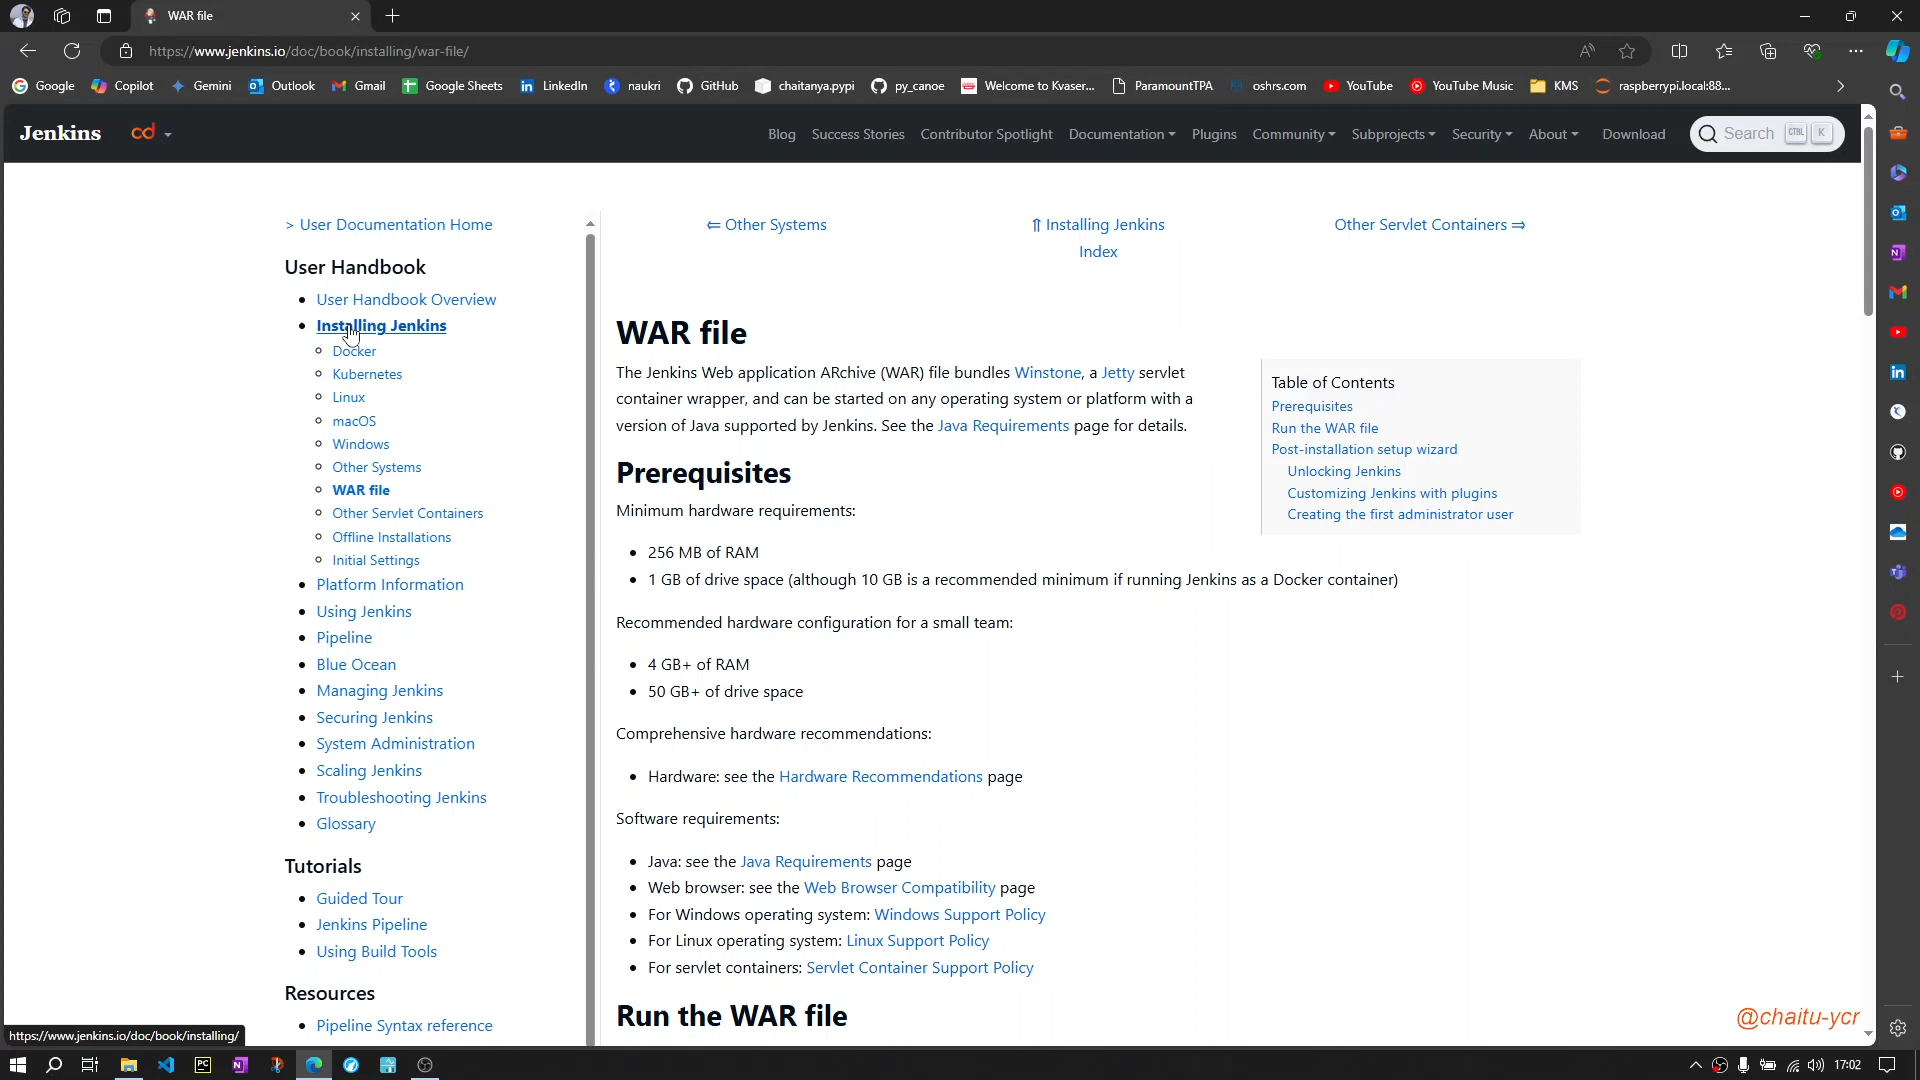 WAR file
https://www.jenkins.io/doc/book/installing/war-file/
Google
Copilot
Gemini
Outlook
Gmail
Google Sheets
LinkedIn
naukri
GitHub
chaitanya.pypi
py_canoe
Welcome to Kvaser...
ParamountTPA
oshrs.com
YouTube
YouTube Music
KMS
raspberrypi.local:88...
Jenkins
cd
Blog
Success Stories
Contributor Spotlight
Documentation
Plugins
Community
Subprojects
Security
About
Download
Search CTRL K
> User Documentation Home
User Handbook
User Handbook Overview
Installing Jenkins
Docker
Kubernetes
Linux
macOS
Windows
Other Systems
WAR file
Other Servlet Containers
Offline Installations
Initial Settings
Platform Information
Using Jenkins
Pipeline
Blue Ocean
Managing Jenkins
Securing Jenkins
System Administration
Scaling Jenkins
Troubleshooting Jenkins
Glossary
Tutorials
Guided Tour
Jenkins Pipeline
Using Build Tools
Resources
Pipeline Syntax reference
⇐ Other Systems
⇑ Installing Jenkins
Index
Other Servlet Containers ⇒
WAR file
The Jenkins Web application ARchive (WAR) file bundles Winstone, a Jetty servlet
container wrapper, and can be started on any operating system or platform with a
version of Java supported by Jenkins. See the Java Requirements page for details.
Table of Contents
Prerequisites
Run the WAR file
Post-installation setup wizard
Unlocking Jenkins
Customizing Jenkins with plugins
Creating the first administrator user
Prerequisites
Minimum hardware requirements:
256 MB of RAM
1 GB of drive space (although 10 GB is a recommended minimum if running Jenkins as a Docker container)
Recommended hardware configuration for a small team:
4 GB+ of RAM
50 GB+ of drive space
Comprehensive hardware recommendations:
Hardware: see the Hardware Recommendations page
Software requirements:
Java: see the Java Requirements page
Web browser: see the Web Browser Compatibility page
For Windows operating system: Windows Support Policy
For Linux operating system: Linux Support Policy
For servlet containers: Servlet Container Support Policy
Run the WAR file
@chaitu-ycr
https://www.jenkins.io/doc/book/installing/
17:02